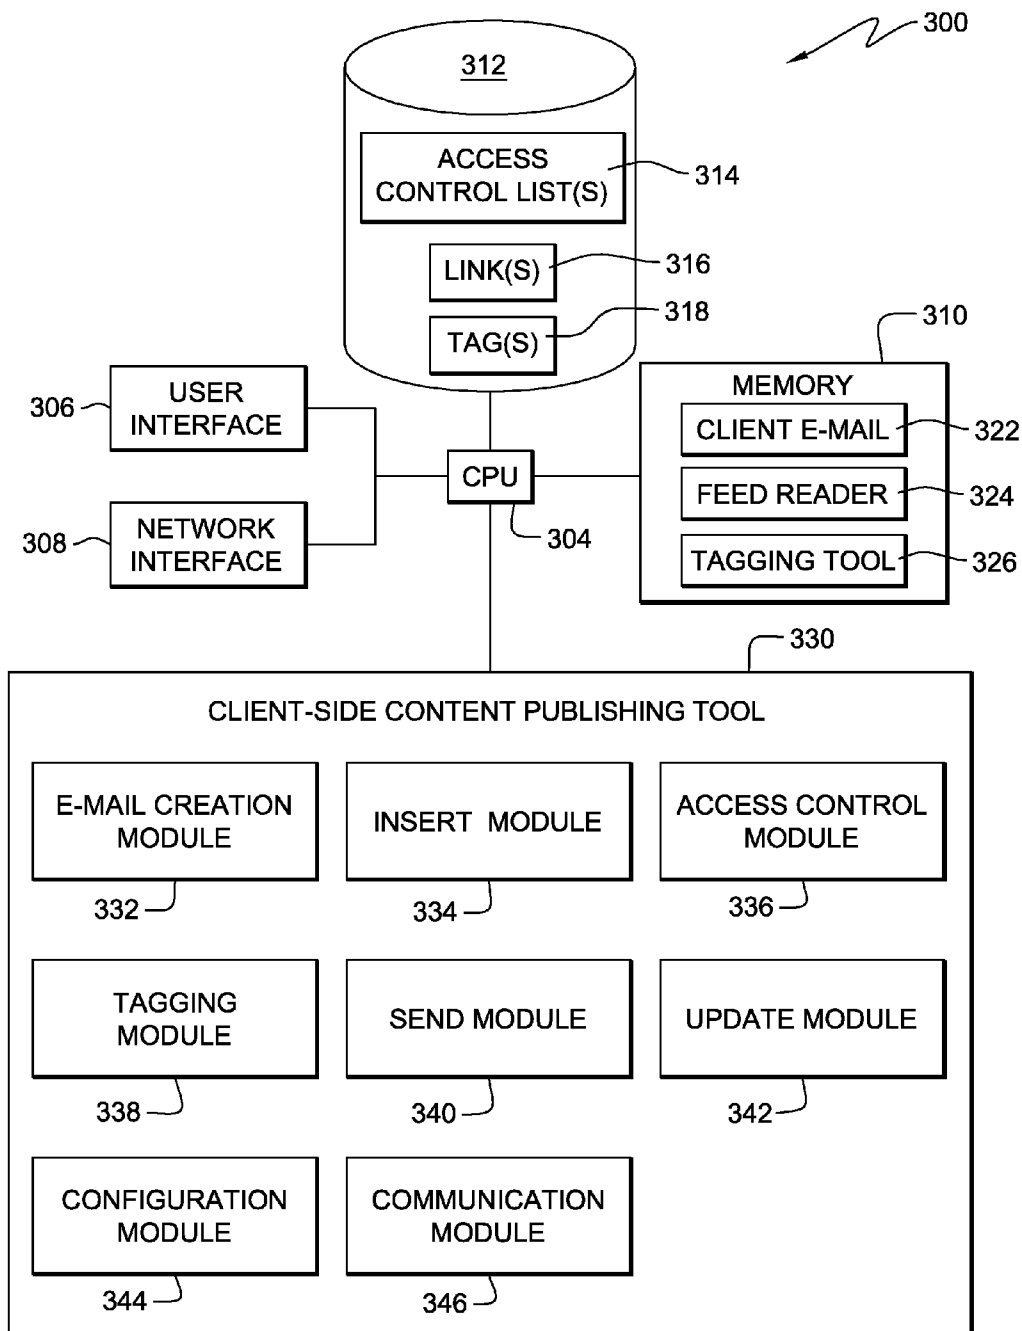 300
312
ACCESS
CONTROL LIST(S)
314
LINK(S)
316
TAG(S)
318
310
MEMORY
CLIENT E-MAIL
322
FEED READER
324
TAGGING TOOL
326
306
USER
INTERFACE
CPU
304
308
NETWORK
INTERFACE
330
CLIENT-SIDE CONTENT PUBLISHING TOOL
E-MAIL CREATION
MODULE
332
INSERT MODULE
334
ACCESS CONTROL
MODULE
336
TAGGING
MODULE
338
SEND MODULE
340
UPDATE MODULE
342
CONFIGURATION
MODULE
344
COMMUNICATION
MODULE
346